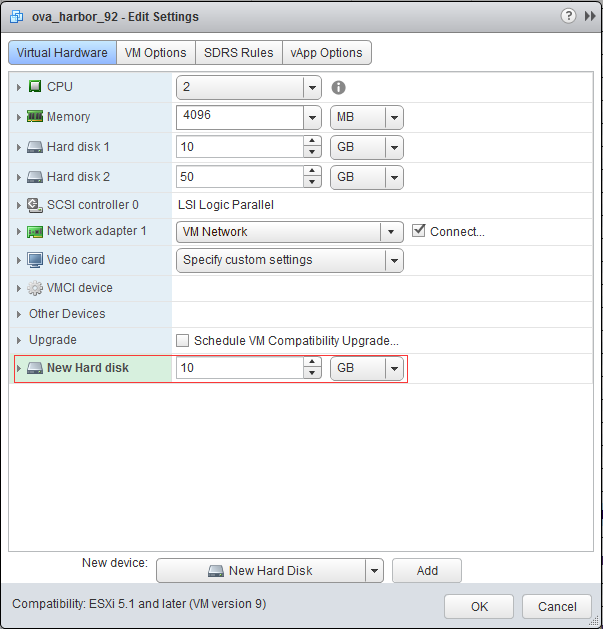 ova_harbor_92 - Edit Settings
Virtual Hardware VM Options SDRS Rules vApp Options
CPU 2
Memory 4096 MB
Hard disk 1 10 GB
Hard disk 2 50 GB
SCSI controller 0 LSI Logic Parallel
Network adapter 1 VM Network Connect...
Video card Specify custom settings
VMCI device
Other Devices
Upgrade Schedule VM Compatibility Upgrade...
New Hard disk 10 GB
New device: New Hard Disk Add
Compatibility: ESXi 5.1 and later (VM version 9) OK Cancel